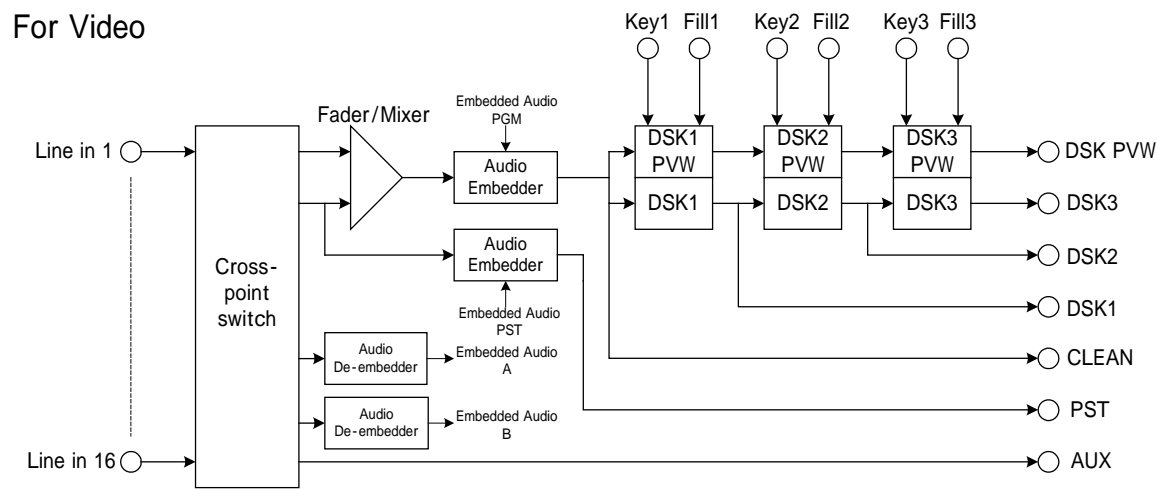 For Video
Key1 Fill1 Key2 Fill2 Key3 Fill3
Fader/Mixer
Embedded Audio
PGM
Line in 1
Audio
Embedder
DSK1
PVW
DSK2
PVW
DSK3
PVW
DSK PVW
DSK1
DSK2
DSK3
DSK3
Audio
Embedder
DSK2
Cross-
point
switch
Embedded Audio
PST
DSK1
Audio
De-embedder
Embedded Audio
A
CLEAN
Audio
De-embedder
Embedded Audio
B
PST
Line in 16
AUX